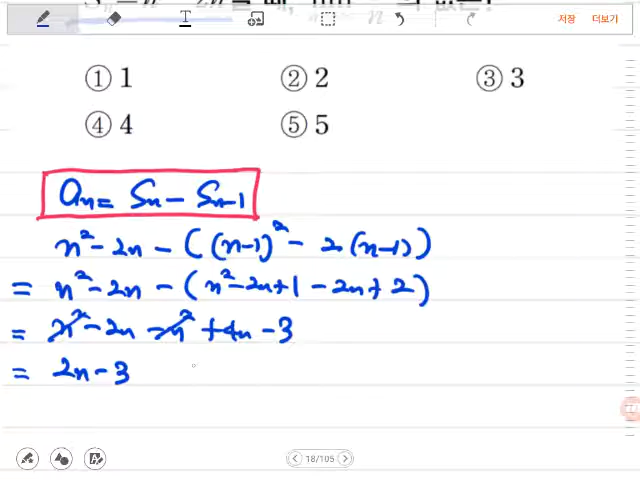 T
저장 더보기
① 1 ② 2 ③ 3
④ 4 ⑤ 5
aₙ = Sₙ - Sₙ₋₁
n² - 2n - ((n-1)² - 2(n-1))
= n² - 2n - (n² - 2n + 1 - 2n + 2)
= n² - 2n - n² + 4n - 3
= 2n - 3
18/105